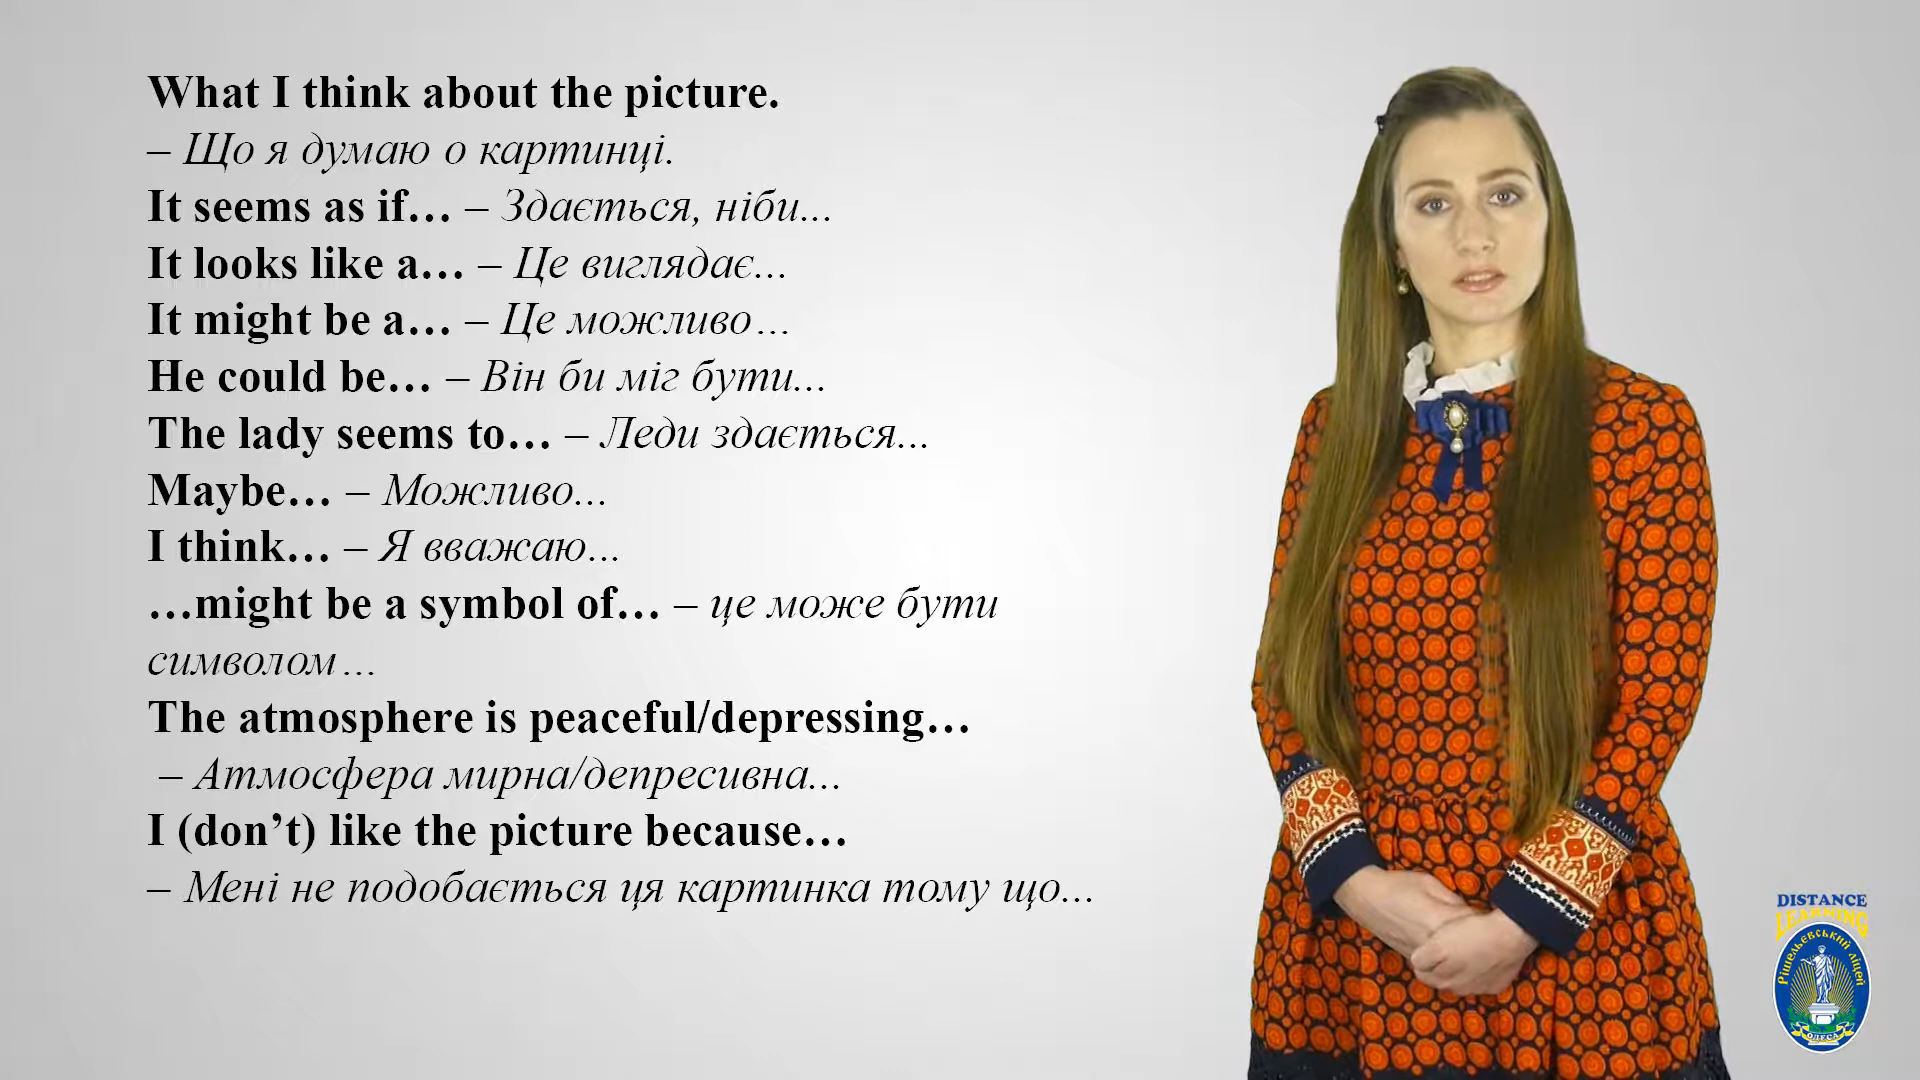 What I think about the picture.
– Що я думаю о картинці.
It seems as if… – Здається, ніби...
It looks like a… – Це виглядає...
It might be a… – Це можливо…
He could be… – Він би міг бути...
The lady seems to… – Леди здається...
Maybe… – Можливо...
I think… – Я вважаю...
…might be a symbol of… – це може бути
символом…
The atmosphere is peaceful/depressing…
– Атмосфера мирна/депресивна...
I (don’t) like the picture because…
– Мені не подобається ця картинка тому що...
DISTANCE
LEARNING
Рішельєвський ліцей
ОДЕСА